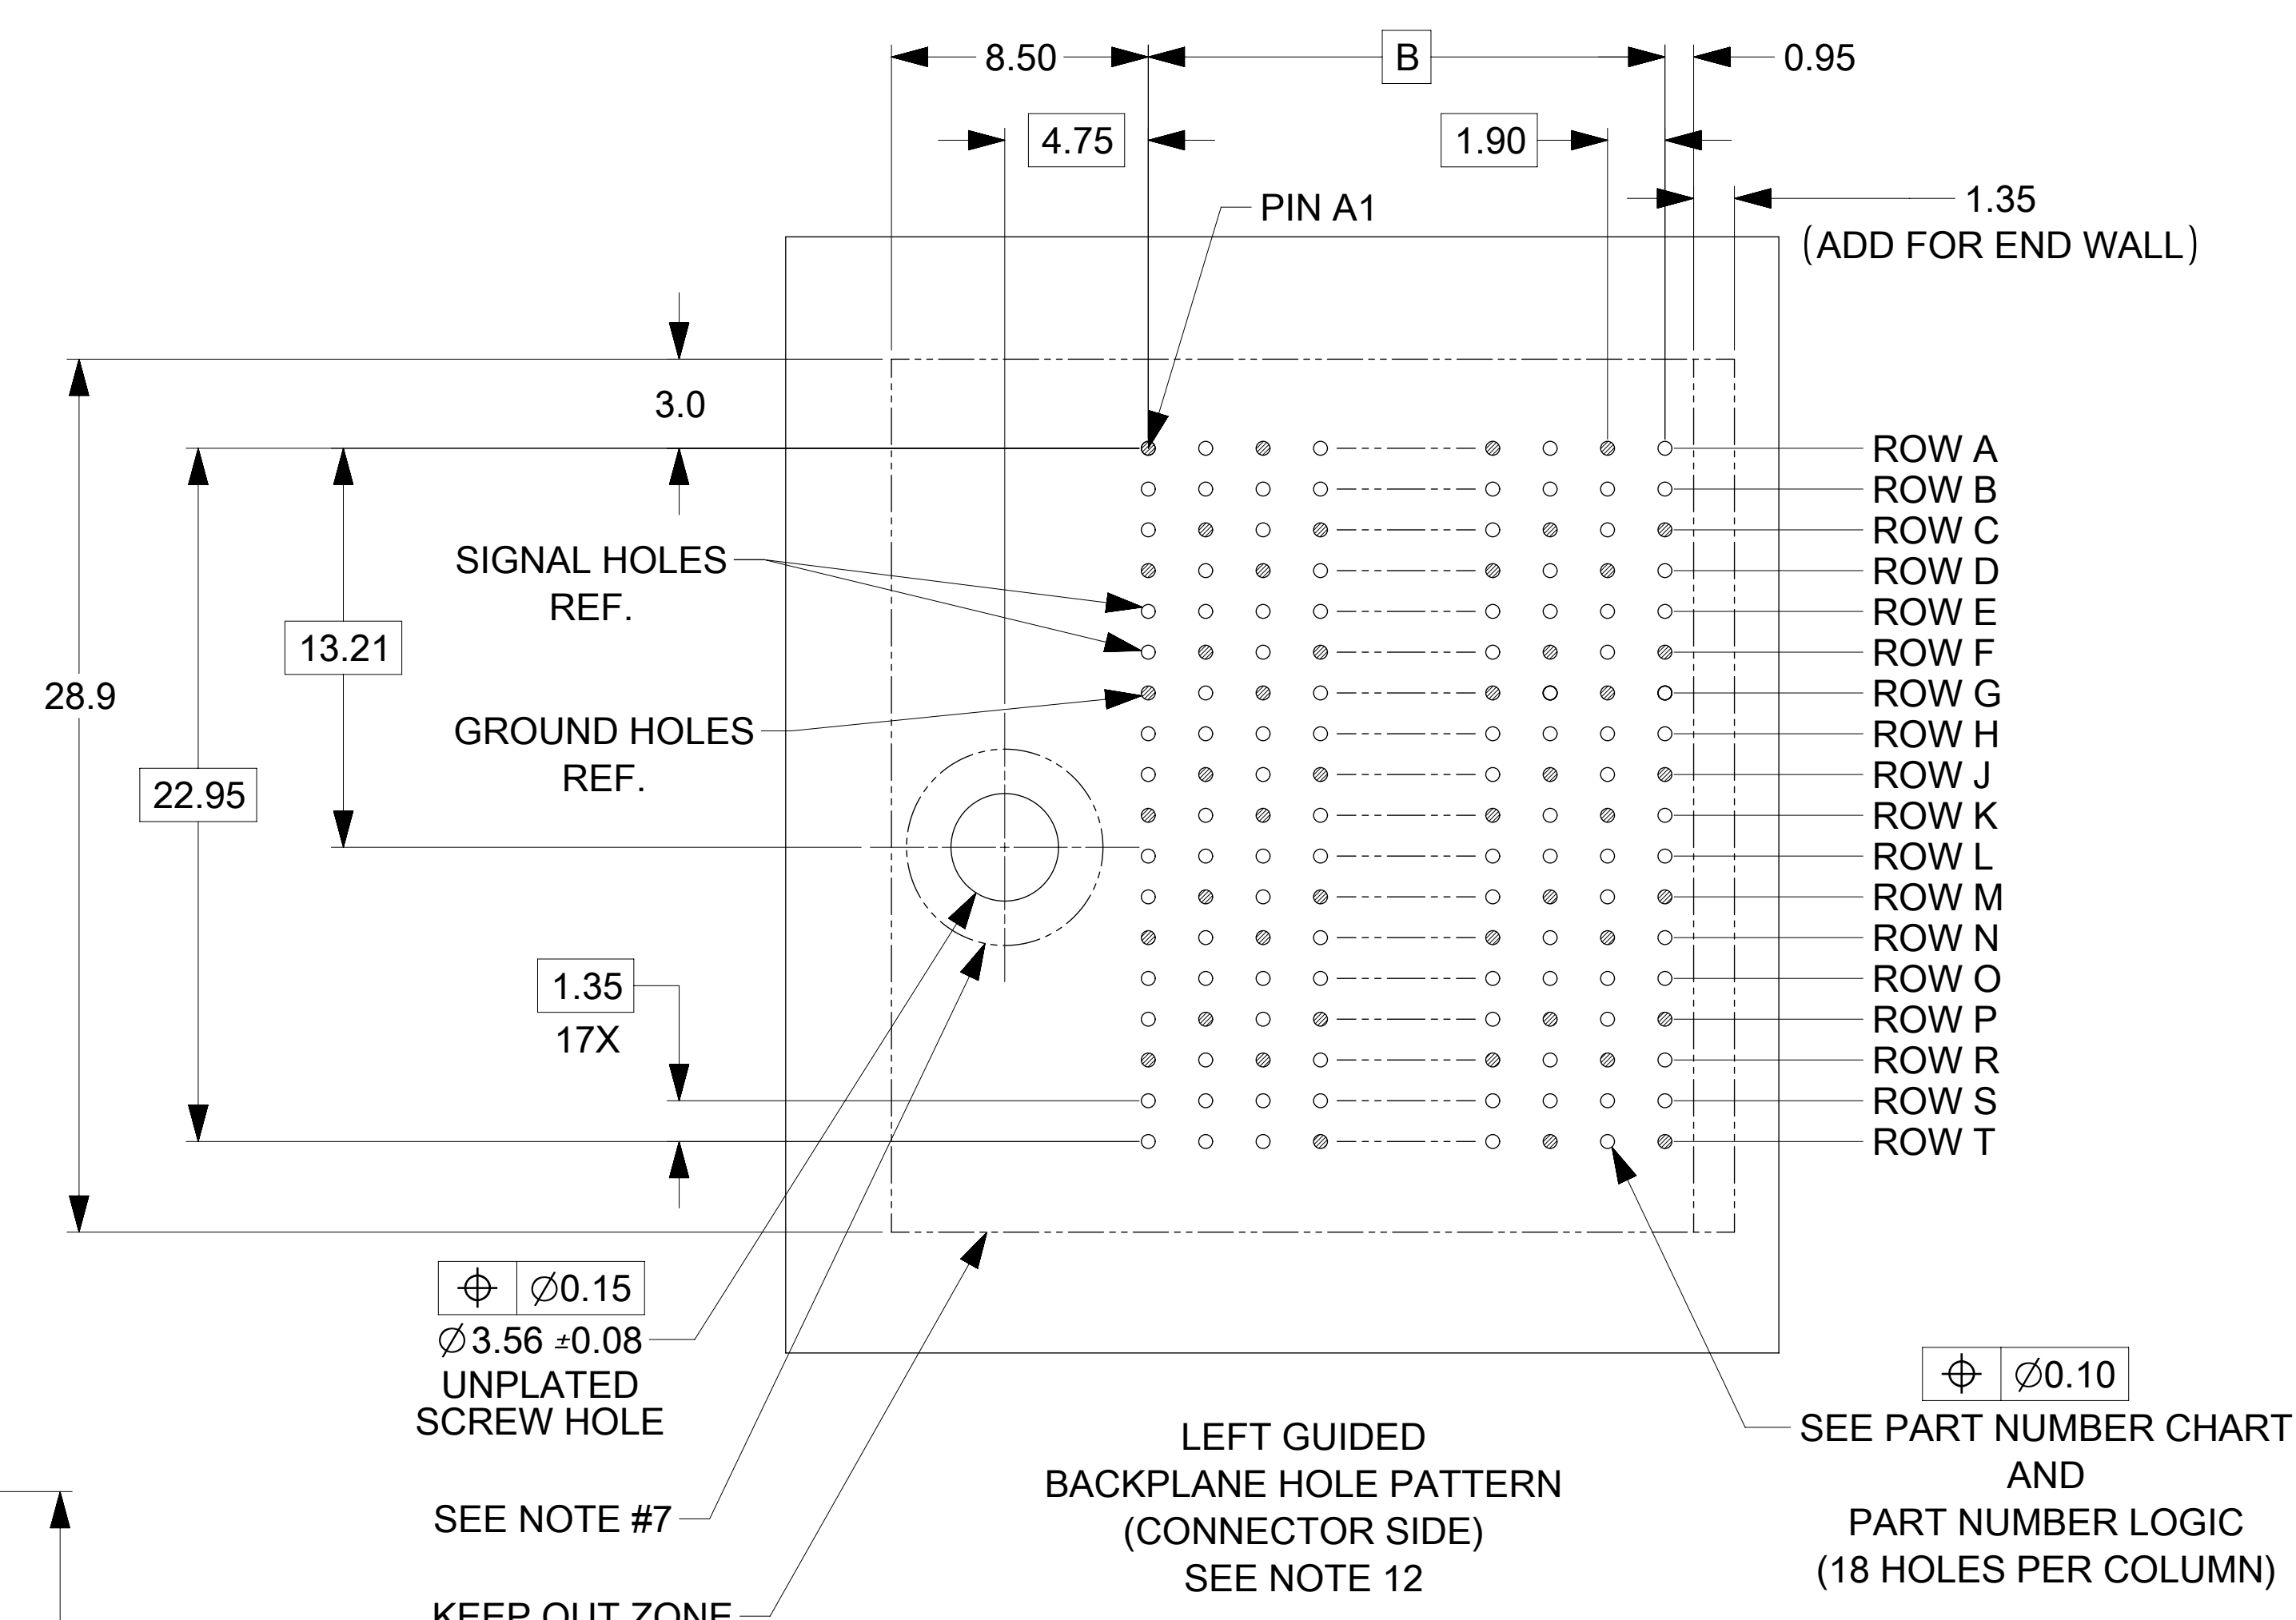 8.50
B
0.95
4.75
1.90
PIN A1
1.35
(ADD FOR END WALL)
3.0
ROW A
ROW B
ROW C
SIGNAL HOLES
REF.
ROW D
ROW E
13.21
ROW F
28.9
ROW G
GROUND HOLES
REF.
ROW H
ROW J
22.95
ROW K
ROW L
ROW M
ROW N
1.35
17X
ROW O
ROW P
ROW R
ROW S
ROW T
⌖ ∅0.15
∅3.56 ±0.08
UNPLATED
SCREW HOLE
SEE NOTE #7
KEEP OUT ZONE
LEFT GUIDED
BACKPLANE HOLE PATTERN
(CONNECTOR SIDE)
SEE NOTE 12
⌖ ∅0.10
SEE PART NUMBER CHART
AND
PART NUMBER LOGIC
(18 HOLES PER COLUMN)